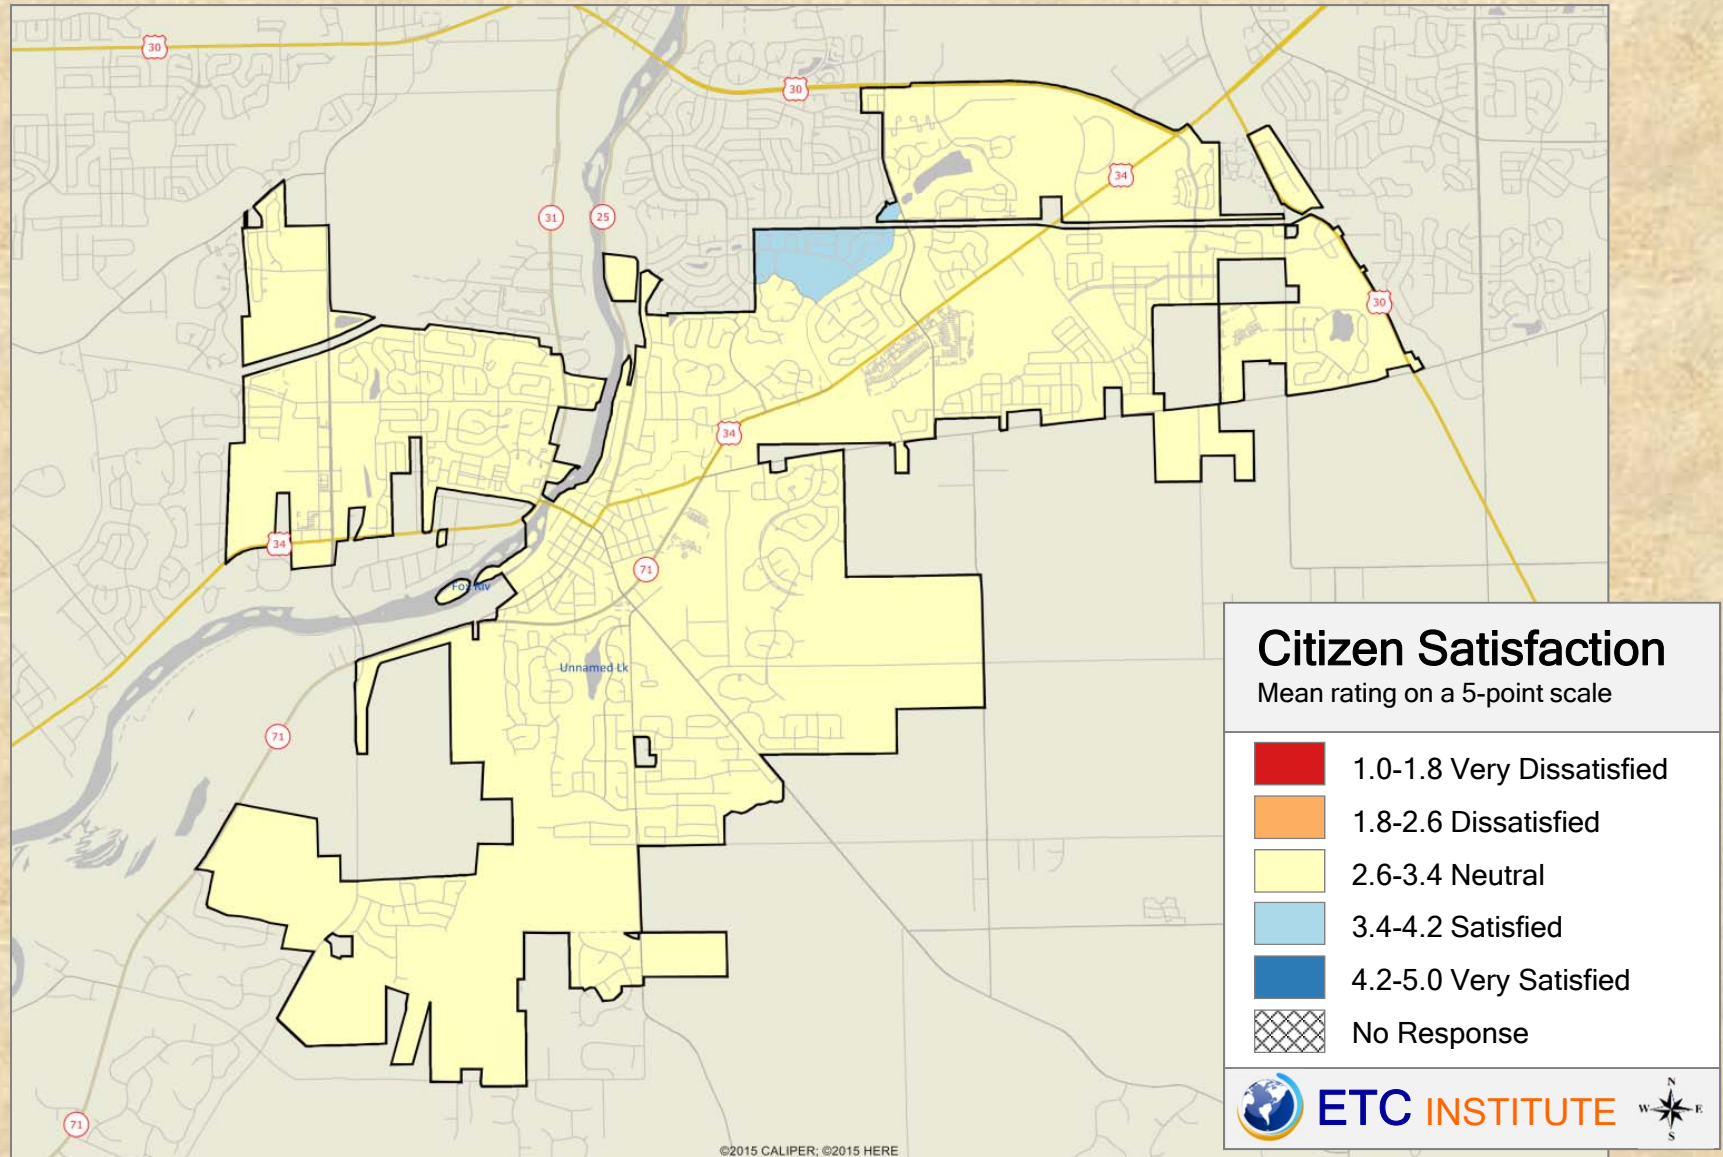 30
30
34
31
25
30
34
34
71
Fox Riv
Unnamed Lk
71
71
Citizen Satisfaction
Mean rating on a 5-point scale
1.0-1.8 Very Dissatisfied
1.8-2.6 Dissatisfied
2.6-3.4 Neutral
3.4-4.2 Satisfied
4.2-5.0 Very Satisfied
No Response
ETC INSTITUTE
N
W E
S
©2015 CALIPER; ©2015 HERE